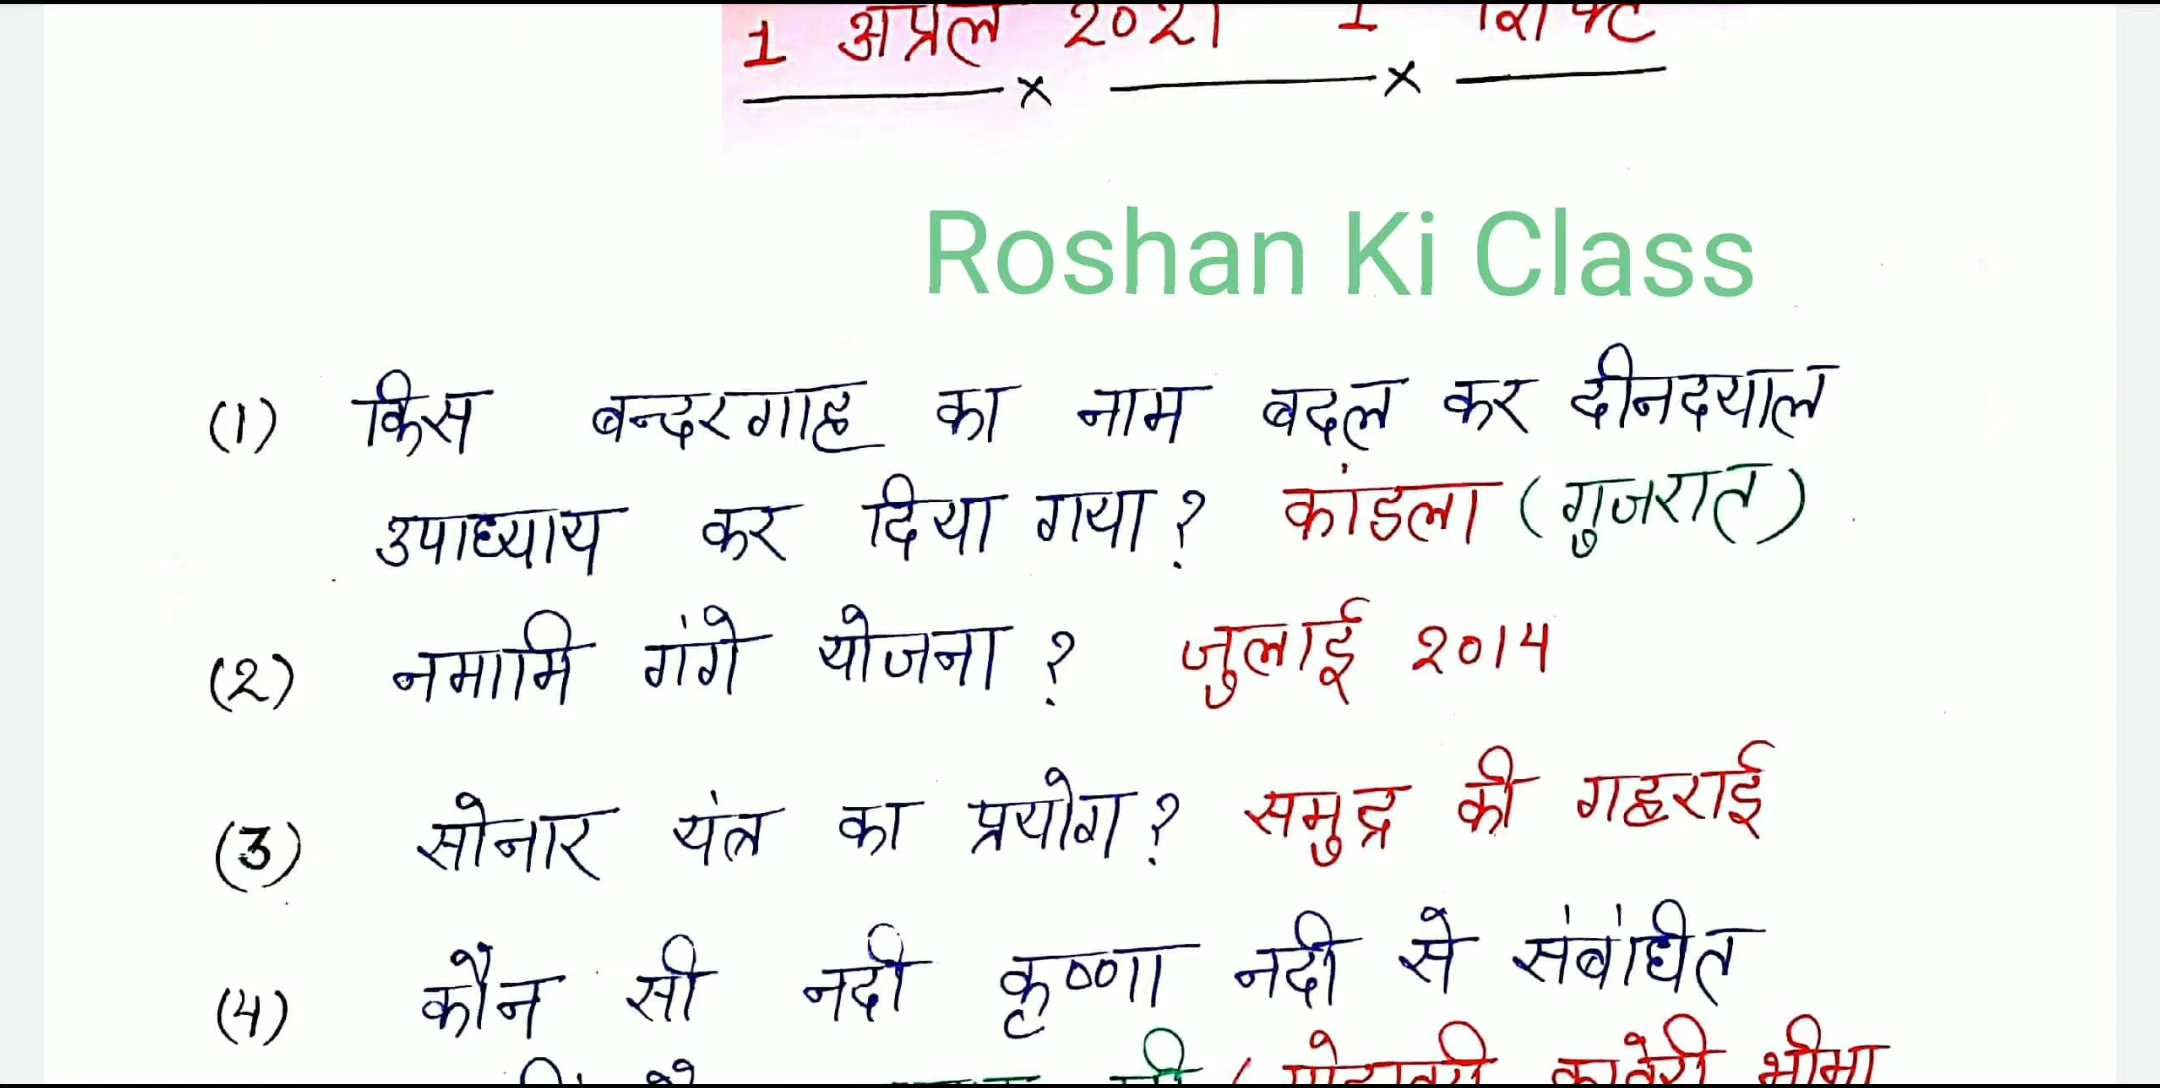 1 अप्रैल 2021 1 शिफ्ट
Roshan Ki Class
(1) किस बन्दरगाह का नाम बदल कर दीनदयाल
उपाध्याय कर दिया गया? कांडला (गुजरात)
(2) नमामि गंगे योजना? जुलाई 2014
(3) सोनार यंत्र का प्रयोग? समुद्र की गहराई
(4) कौन सी नदी कृष्णा नदी से संबंधित